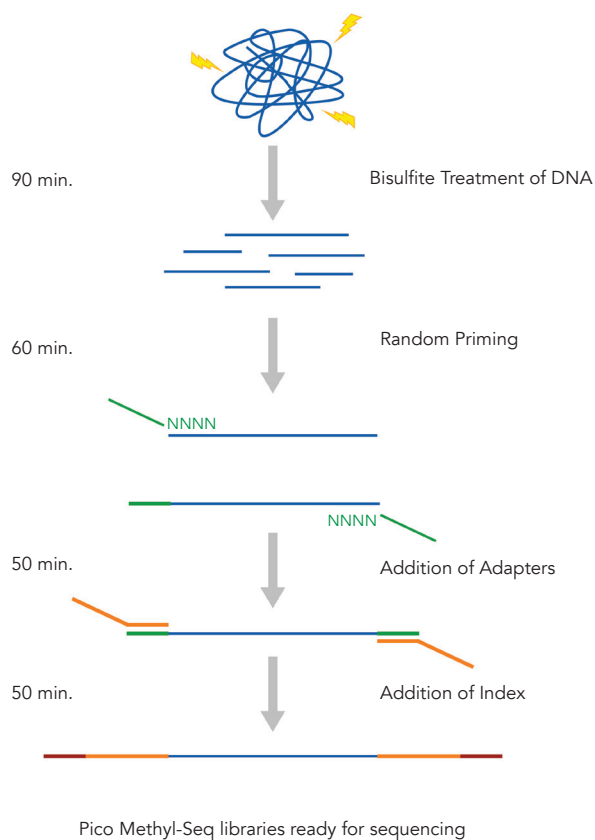 90 min.
Bisulfite Treatment of DNA
60 min.
Random Priming
NNNN
NNNN
50 min.
Addition of Adapters
50 min.
Addition of Index
Pico Methyl-Seq libraries ready for sequencing